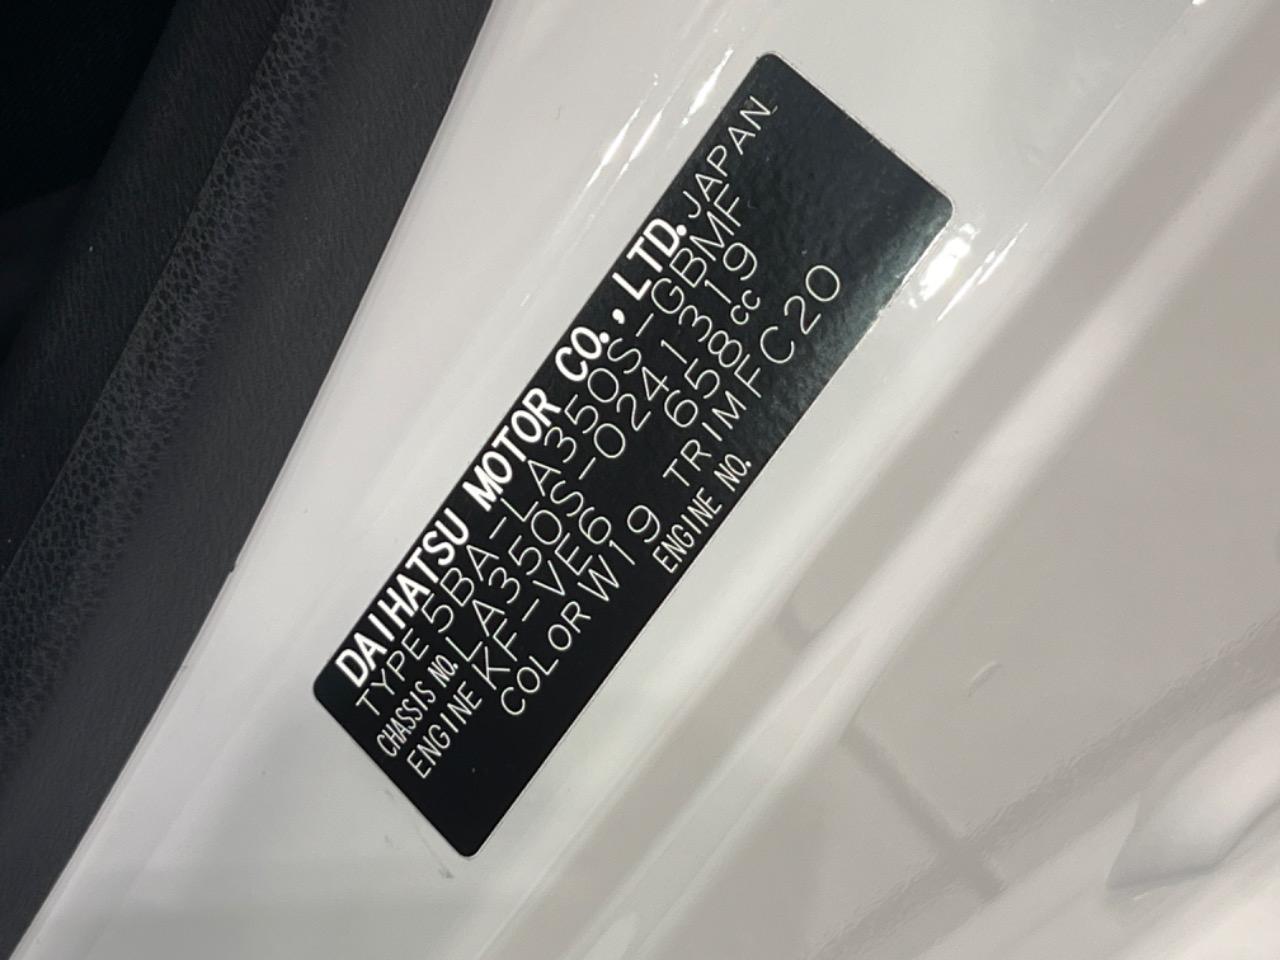 DAIHATSU MOTOR CO., LTD. JAPAN
TYPE 5BA-LA350S-GBMF
CHASSIS NO. LA350S-0241319
ENGINE KF-VE6 658cc
COLOR W19 TRIM FC20
ENGINE NO.